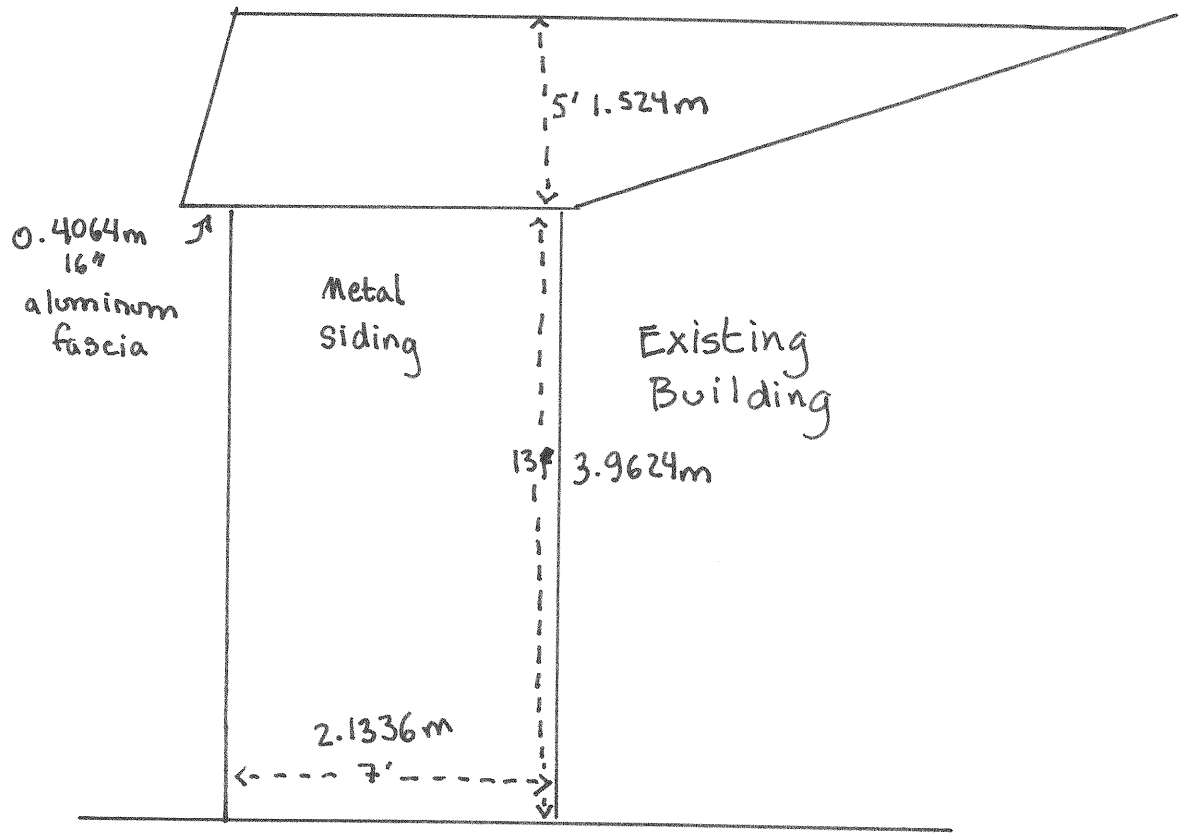 5' 1.524m
0.4064m
16"
aluminum
fascia
Metal
siding
Existing
Building
13' 3.9624m
2.1336m
7'